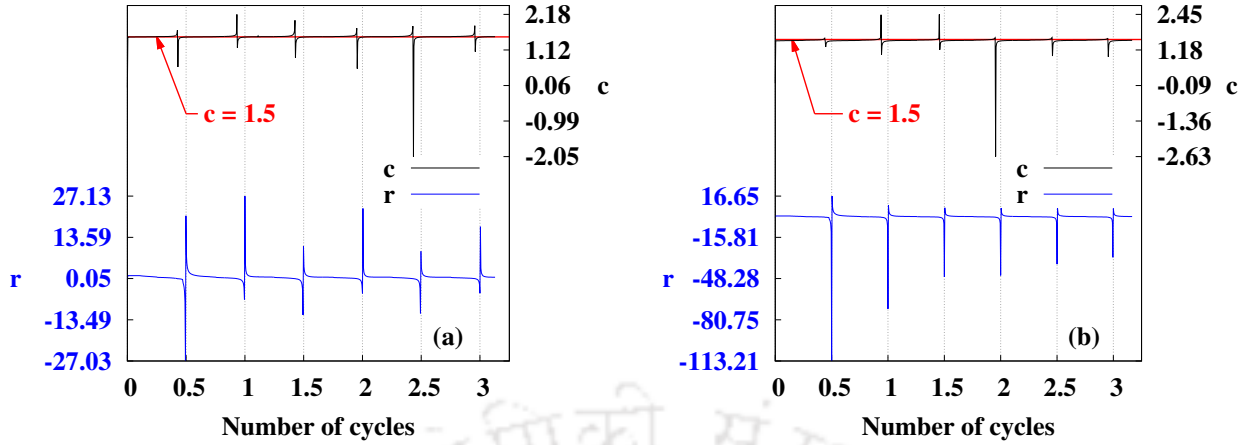 2.18
1.12
0.06
c
-0.99
-2.05
c = 1.5
c
r
27.13
13.59
r
0.05
-13.49
-27.03
(a)
0 0.5 1 1.5 2 2.5 3
Number of cycles
2.45
1.18
-0.09
c
-1.36
-2.63
c = 1.5
c
r
16.65
-15.81
r
-48.28
-80.75
-113.21
(b)
0 0.5 1 1.5 2 2.5 3
Number of cycles